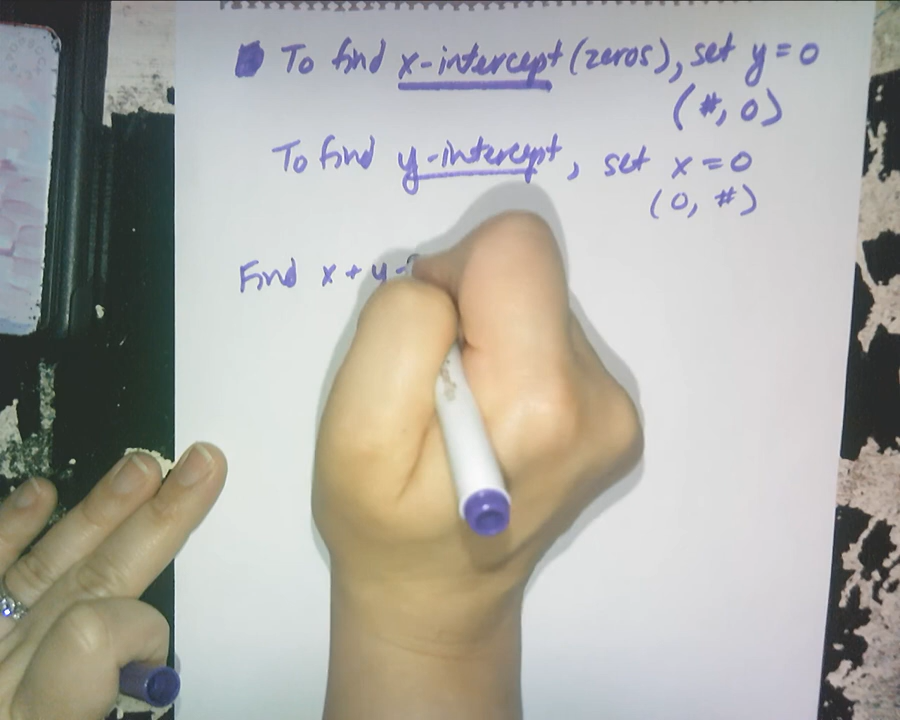 To find x-intercept (zeros), set y = 0
(#, 0)
To find y-intercept, set x = 0
(0, #)
Find x + y-